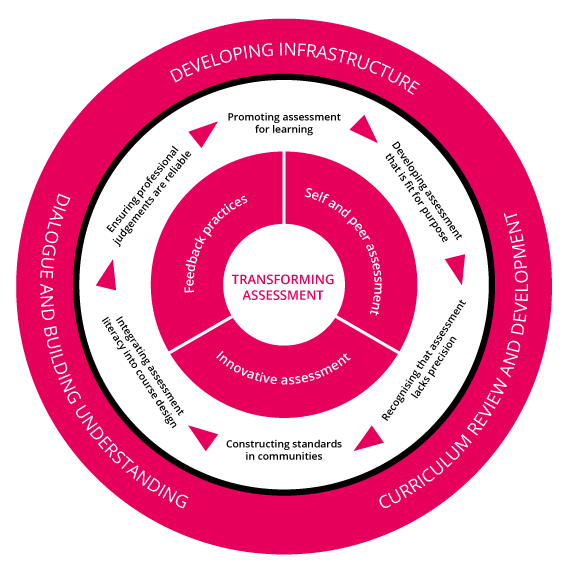 DEVELOPING INFRASTRUCTURE
CURRICULUM REVIEW AND DEVELOPMENT
DIALOGUE AND BUILDING UNDERSTANDING
Promoting assessment
for learning
Developing assessment
that is fit for purpose
Recognising that assessment
lacks precision
Constructing standards
in communities
Integrating assessment
literacy into course design
Ensuring professional
judgements are reliable
Feedback practices
Self and peer assessment
Innovative assessment
TRANSFORMING
ASSESSMENT